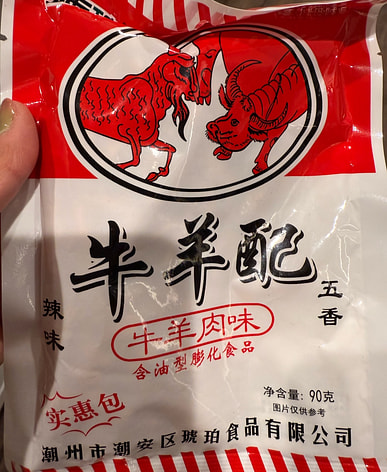 牛羊配
辣味
五香
牛羊肉味
含油型膨化食品
净含量: 90克
图片仅供参考
实惠包
潮州市潮安区琥珀食品有限公司